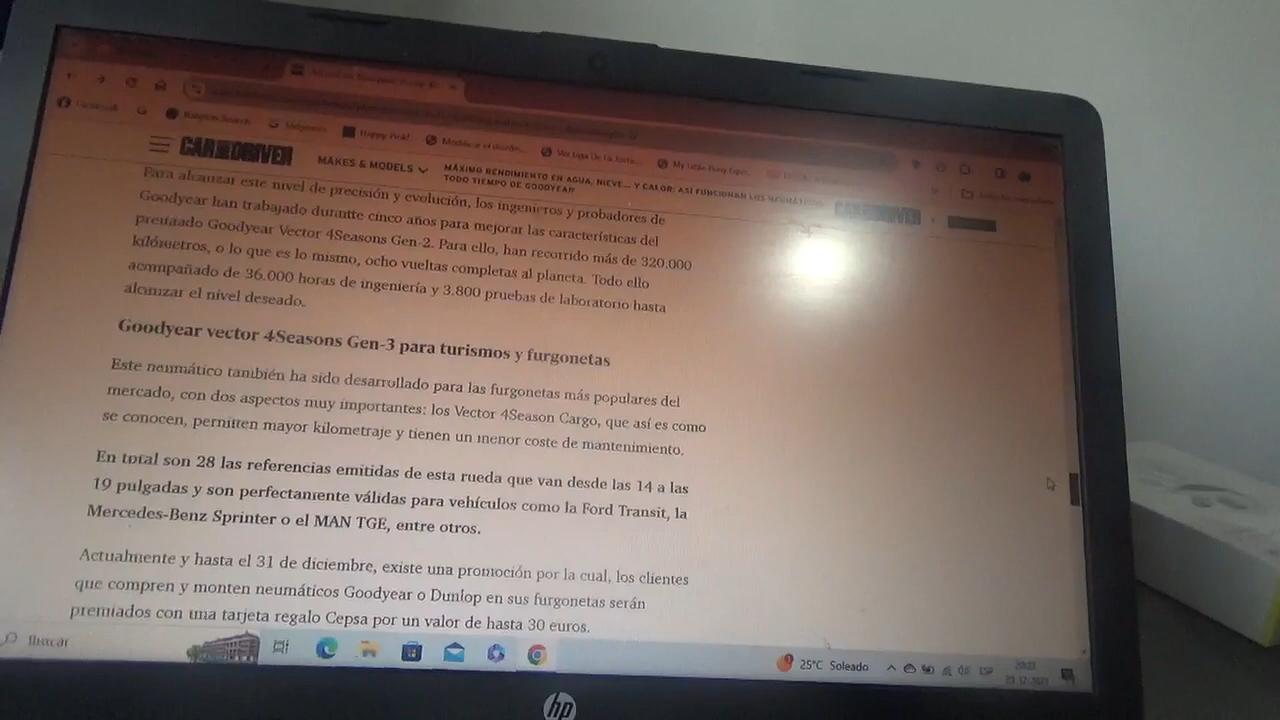 Facebook
CAR AND DRIVER
MAKES & MODELS
MÁXIMO RENDIMIENTO EN AGUA, NIEVE... Y CALOR: ASÍ FUNCIONAN LOS NEUMÁTICOS
TODO TIEMPO DE GOODYEAR
CAR AND DRIVER
Para alcanzar este nivel de precisión y evolución, los ingenieros y probadores de
Goodyear han trabajado durante cinco años para mejorar las características del
premiado Goodyear Vector 4Seasons Gen-2. Para ello, han recorrido más de 320.000
kilómetros, o lo que es lo mismo, ocho vueltas completas al planeta. Todo ello
acompañado de 36.000 horas de ingeniería y 3.800 pruebas de laboratorio hasta
alcanzar el nivel deseado.
Goodyear vector 4Seasons Gen-3 para turismos y furgonetas
Este neumático también ha sido desarrollado para las furgonetas más populares del
mercado, con dos aspectos muy importantes: los Vector 4Season Cargo, que así es como
se conocen, permiten mayor kilometraje y tienen un menor coste de mantenimiento.
En total son 28 las referencias emitidas de esta rueda que van desde las 14 a las
19 pulgadas y son perfectamente válidas para vehículos como la Ford Transit, la
Mercedes-Benz Sprinter o el MAN TGE, entre otros.
Actualmente y hasta el 31 de diciembre, existe una promoción por la cual, los clientes
que compren y monten neumáticos Goodyear o Dunlop en sus furgonetas serán
premiados con una tarjeta regalo Cepsa por un valor de hasta 30 euros.
Buscar
25°C Soleado
ESP
hp